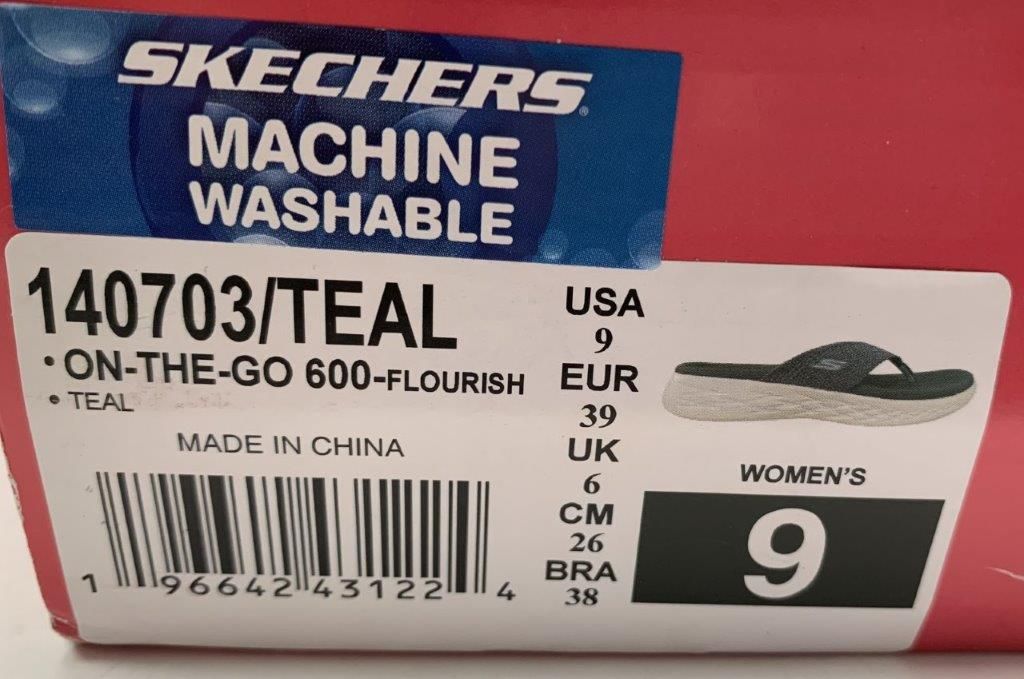 SKECHERS
MACHINE
WASHABLE
140703/TEAL
• ON-THE-GO 600-FLOURISH
• TEAL
MADE IN CHINA
1 96642 43122 4
USA
9
EUR
39
UK
6
CM
26
BRA
38
WOMEN'S
9